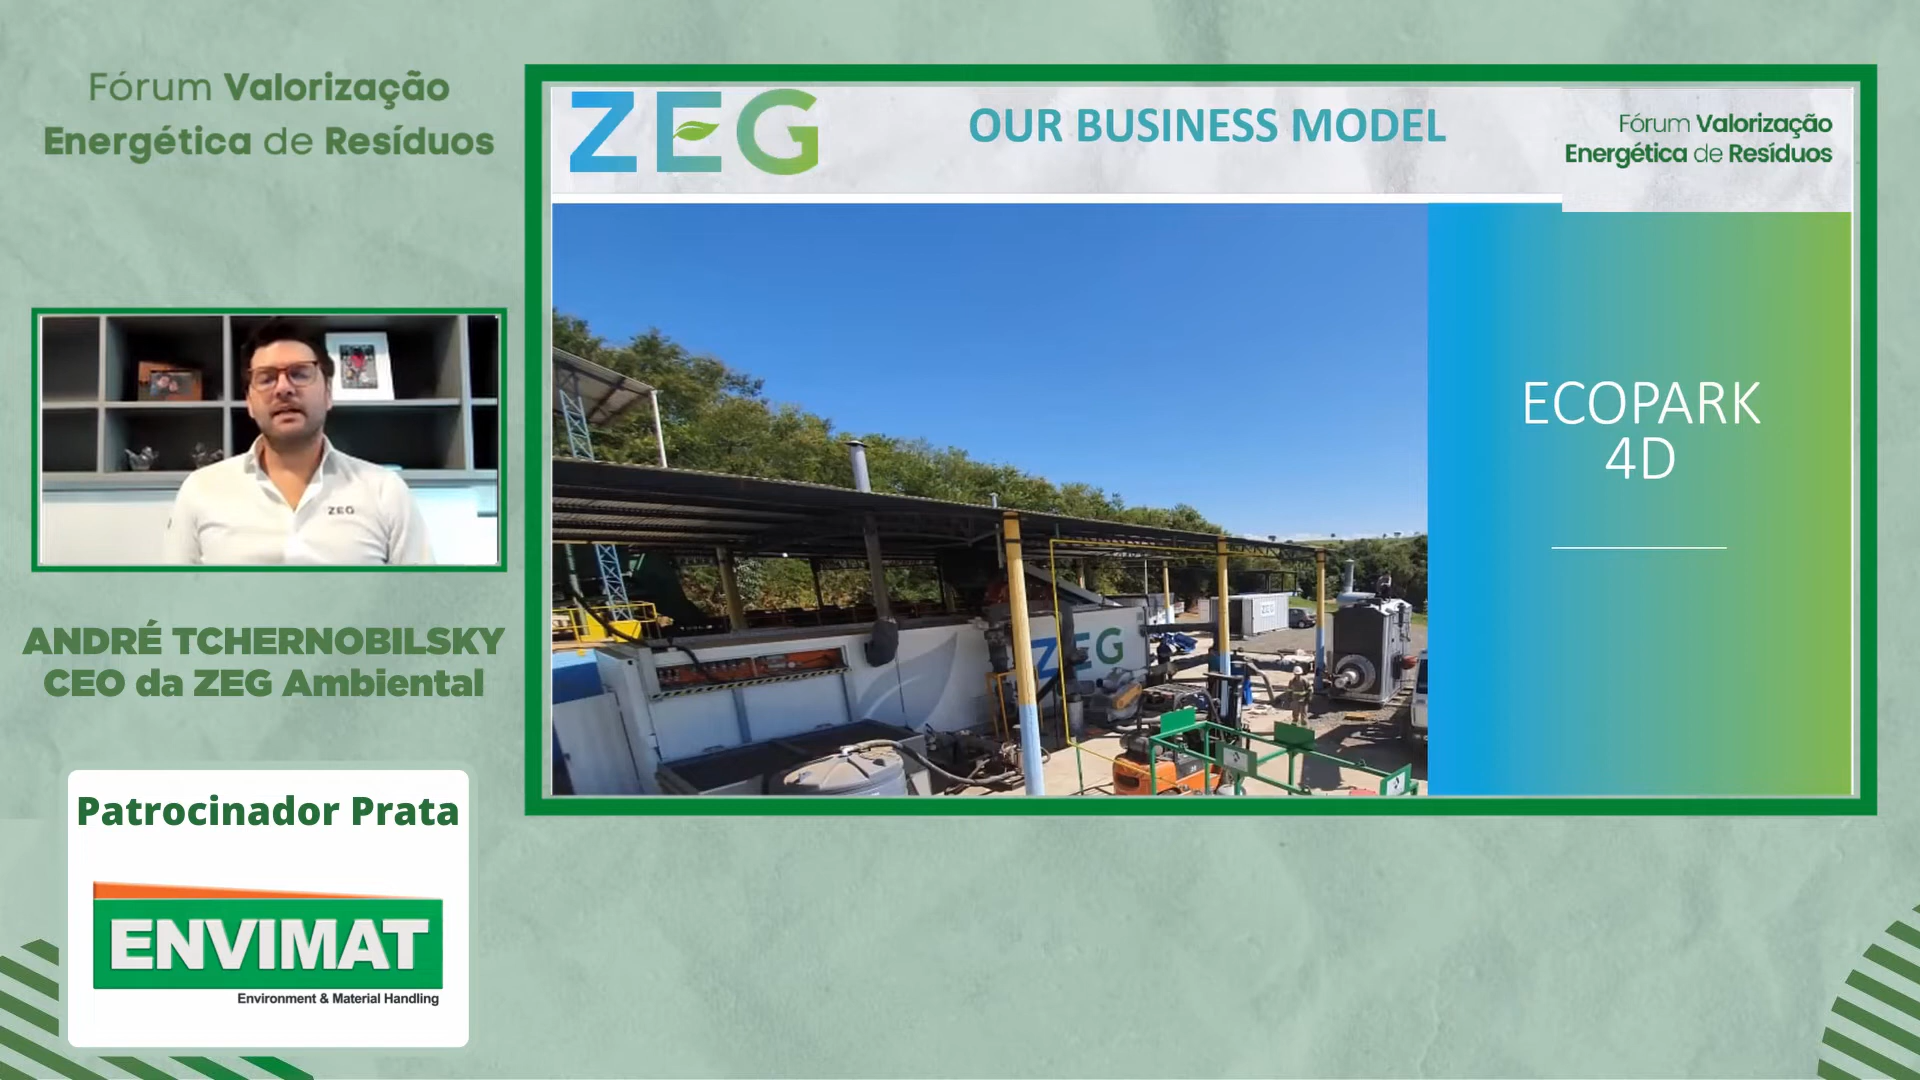 Fórum Valorização
Energética de Resíduos
ZEG
OUR BUSINESS MODEL
Fórum Valorização
Energética de Resíduos
ECOPARK
4D
ZEG
ZEG
ZEG
ANDRÉ TCHERNOBILSKY
CEO da ZEG Ambiental
Patrocinador Prata
ENVIMAT
Environment & Material Handling